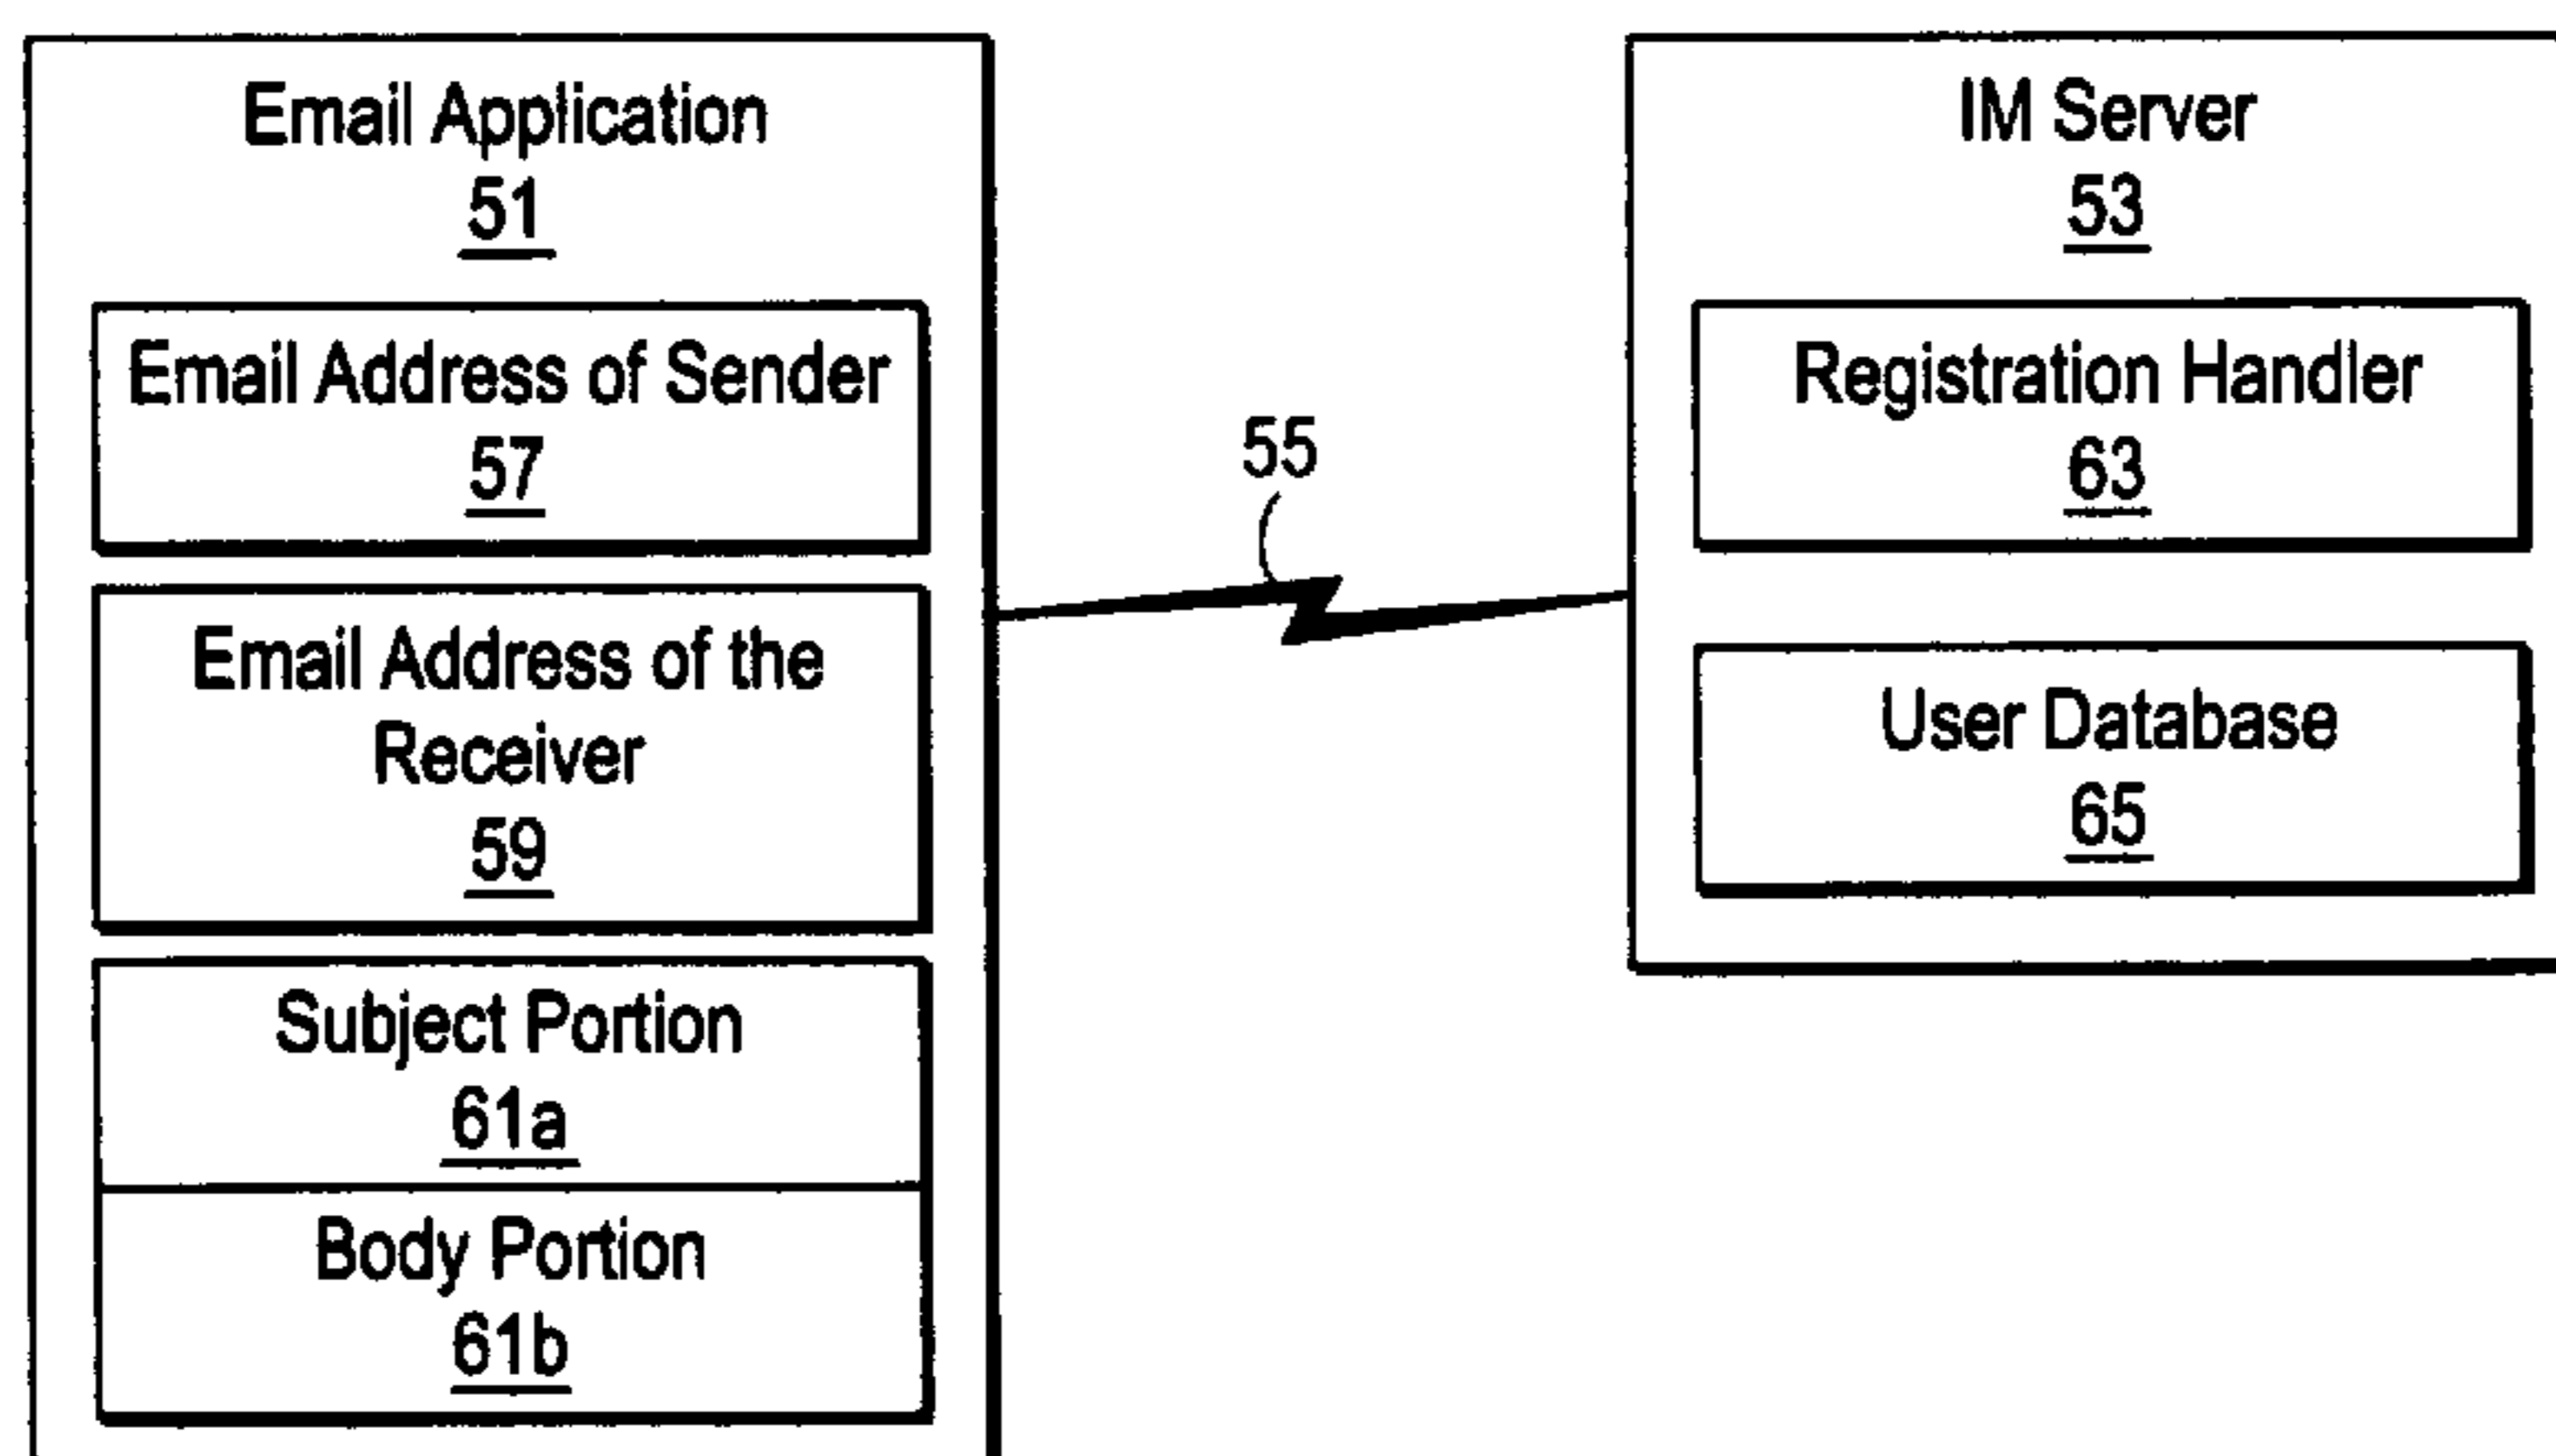 Email Application
51
Email Address of Sender
57
Email Address of the
Receiver
59
Subject Portion
61a
Body Portion
61b
55
IM Server
53
Registration Handler
63
User Database
65